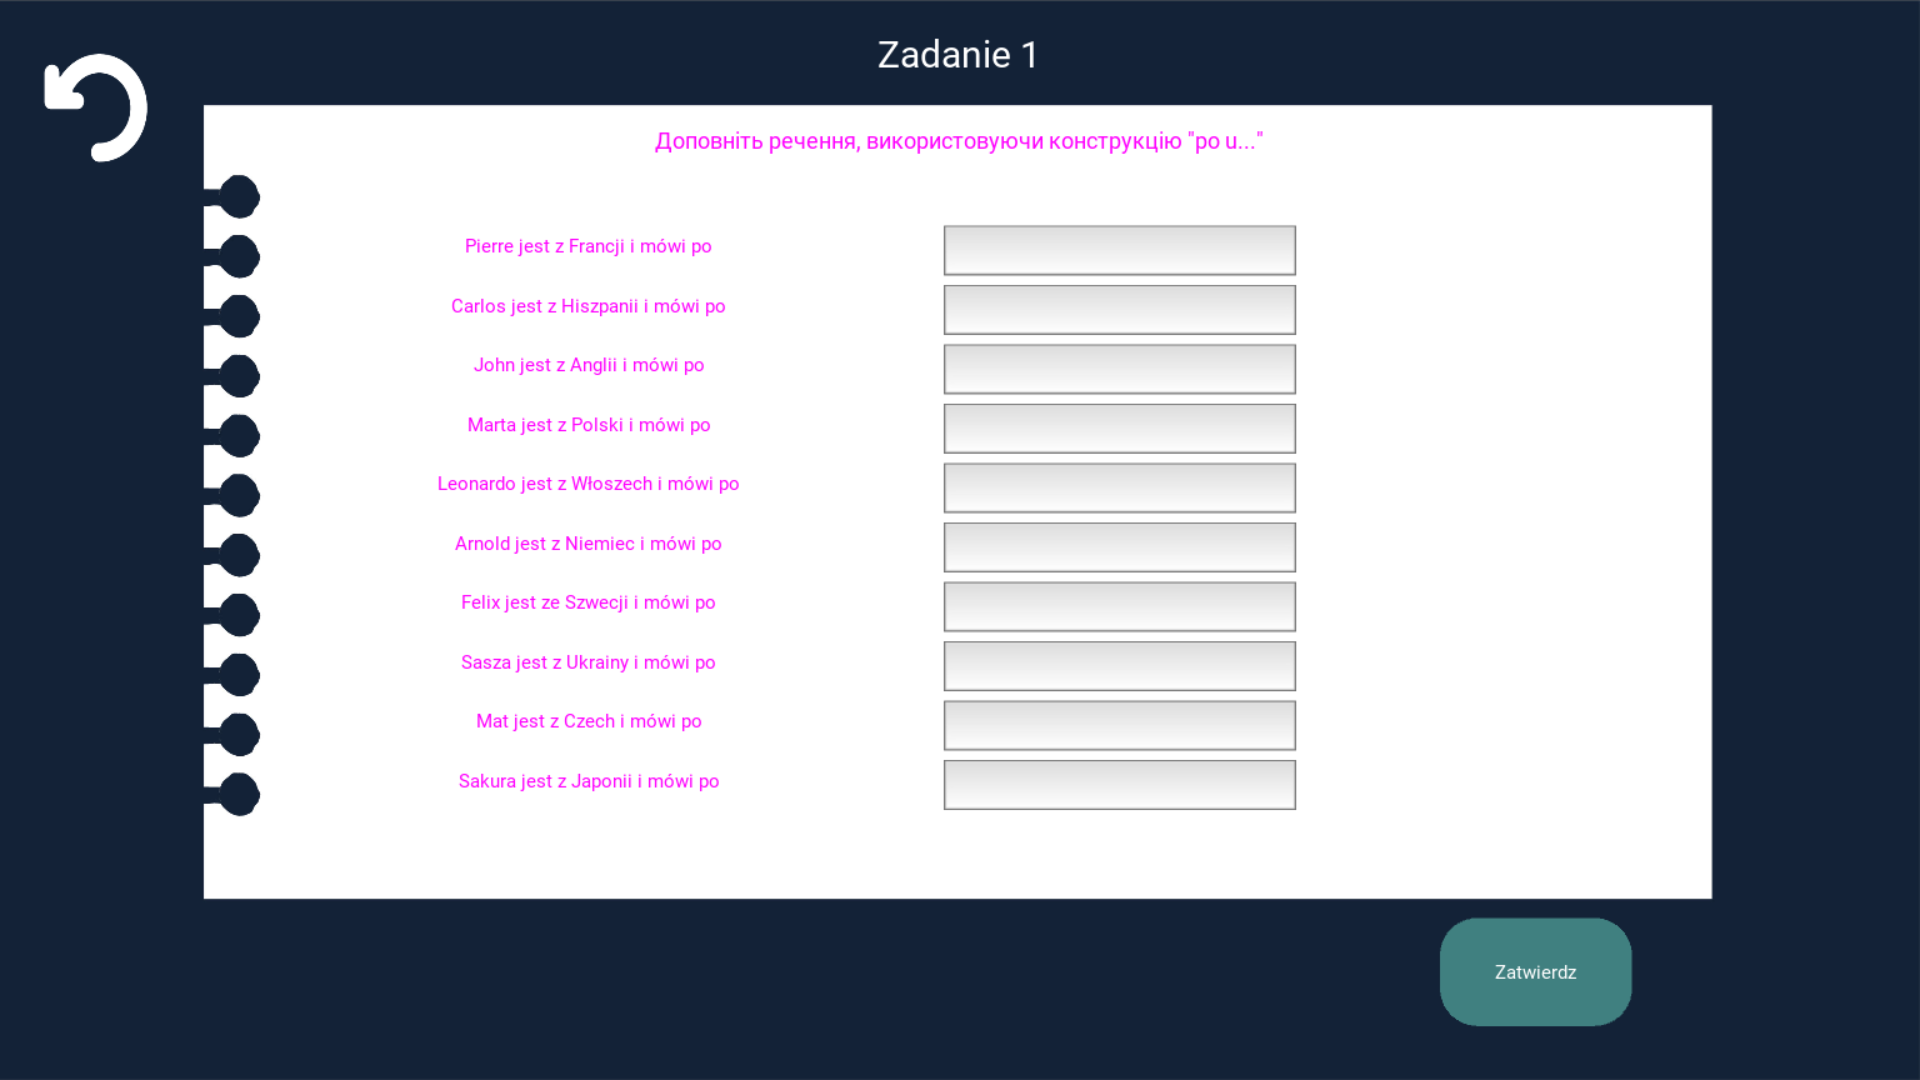 Zadanie 1
Доповніть речення, використовуючи конструкцію "po u..."
Pierre jest z Francji i mówi po
Carlos jest z Hiszpanii i mówi po
John jest z Anglii i mówi po
Marta jest z Polski i mówi po
Leonardo jest z Włoszech i mówi po
Arnold jest z Niemiec i mówi po
Felix jest ze Szwecji i mówi po
Sasza jest z Ukrainy i mówi po
Mat jest z Czech i mówi po
Sakura jest z Japonii i mówi po
Zatwierdz